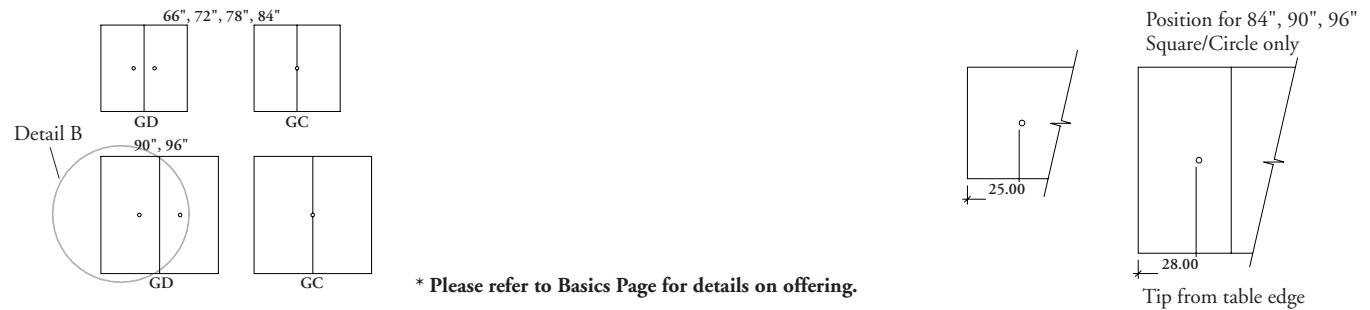 66", 72", 78", 84"
GD
GC
Detail B
90", 96"
GD
GC
* Please refer to Basics Page for details on offering.
25.00
Position for 84", 90", 96"
Square/Circle only
28.00
Tip from table edge